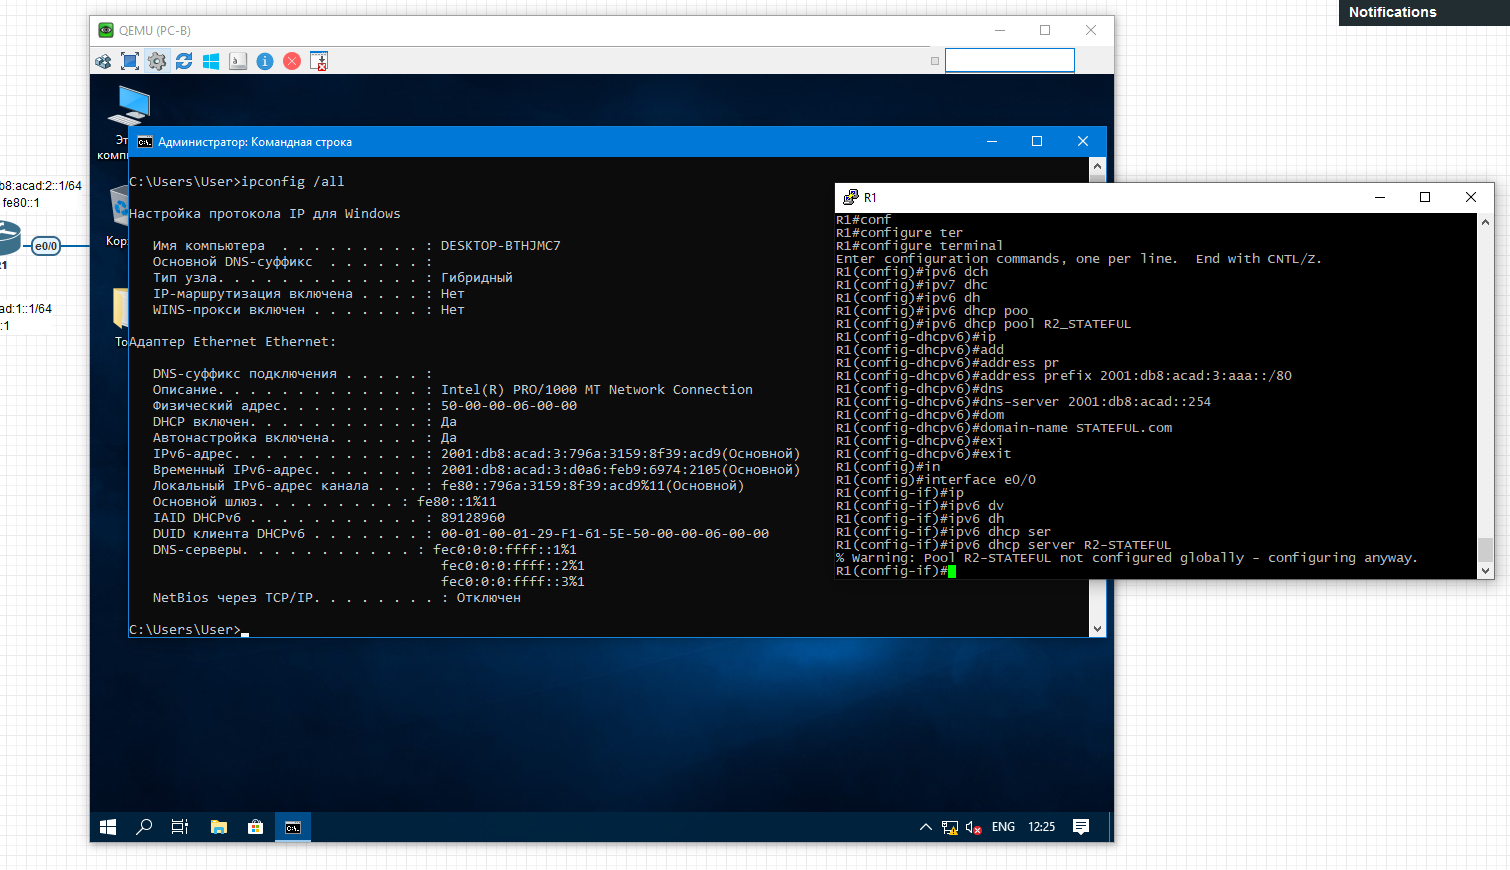 Notifications
QEMU (PC-B)
Эт
комп
Кор
То
b8:acad:2::1/64
fe80::1
e0/0
ad:1::1/64
::1
Администратор: Командная строка
C:\Users\User>ipconfig /all
Настройка протокола IP для Windows
Имя компьютера  . . . . . . . . . : DESKTOP-BTHJMC7
Основной DNS-суффикс  . . . . . . :
Тип узла. . . . . . . . . . . . . : Гибридный
IP-маршрутизация включена . . . . : Нет
WINS-прокси включен . . . . . . . : Нет
Адаптер Ethernet Ethernet:
DNS-суффикс подключения . . . . . :
Описание. . . . . . . . . . . . . : Intel(R) PRO/1000 MT Network Connection
Физический адрес. . . . . . . . . : 50-00-00-06-00-00
DHCP включен. . . . . . . . . . . : Да
Автонастройка включена. . . . . . : Да
IPv6-адрес. . . . . . . . . . . . : 2001:db8:acad:3:796a:3159:8f39:acd9(Основной)
Временный IPv6-адрес. . . . . . . : 2001:db8:acad:3:d0a6:feb9:6974:2105(Основной)
Локальный IPv6-адрес канала . . . : fe80::796a:3159:8f39:acd9%11(Основной)
Основной шлюз. . . . . . . . . : fe80::1%11
IAID DHCPv6 . . . . . . . . . . . : 89128960
DUID клиента DHCPv6 . . . . . . . : 00-01-00-01-29-F1-61-5E-50-00-00-06-00-00
DNS-серверы. . . . . . . . . . . : fec0:0:0:ffff::1%1
fec0:0:0:ffff::2%1
fec0:0:0:ffff::3%1
NetBios через TCP/IP. . . . . . . . : Отключен
C:\Users\User>
R1
R1#conf
R1#configure ter
R1#configure terminal
Enter configuration commands, one per line.  End with CNTL/Z.
R1(config)#ipv6 dch
R1(config)#ipv7 dhc
R1(config)#ipv6 dh
R1(config)#ipv6 dhcp poo
R1(config)#ipv6 dhcp pool R2_STATEFUL
R1(config-dhcpv6)#ip
R1(config-dhcpv6)#add
R1(config-dhcpv6)#address pr
R1(config-dhcpv6)#address prefix 2001:db8:acad:3:aaa::/80
R1(config-dhcpv6)#dns
R1(config-dhcpv6)#dns-server 2001:db8:acad::254
R1(config-dhcpv6)#dom
R1(config-dhcpv6)#domain-name STATEFUL.com
R1(config-dhcpv6)#exi
R1(config-dhcpv6)#exit
R1(config)#in
R1(config)#interface e0/0
R1(config-if)#ip
R1(config-if)#ipv6 dv
R1(config-if)#ipv6 dh
R1(config-if)#ipv6 dhcp ser
R1(config-if)#ipv6 dhcp server R2-STATEFUL
% Warning: Pool R2-STATEFUL not configured globally - configuring anyway.
R1(config-if)#
ENG
12:25